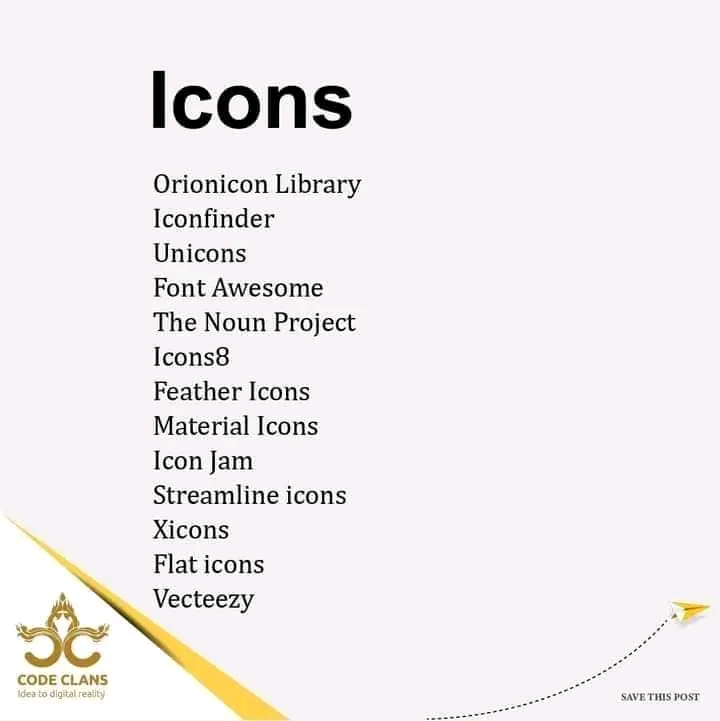 Icons
Orionicon Library
Iconfinder
Unicons
Font Awesome
The Noun Project
Icons8
Feather Icons
Material Icons
Icon Jam
Streamline icons
Xicons
Flat icons
Vecteezy
CODE CLANS
Idea to digital reality
SAVE THIS POST